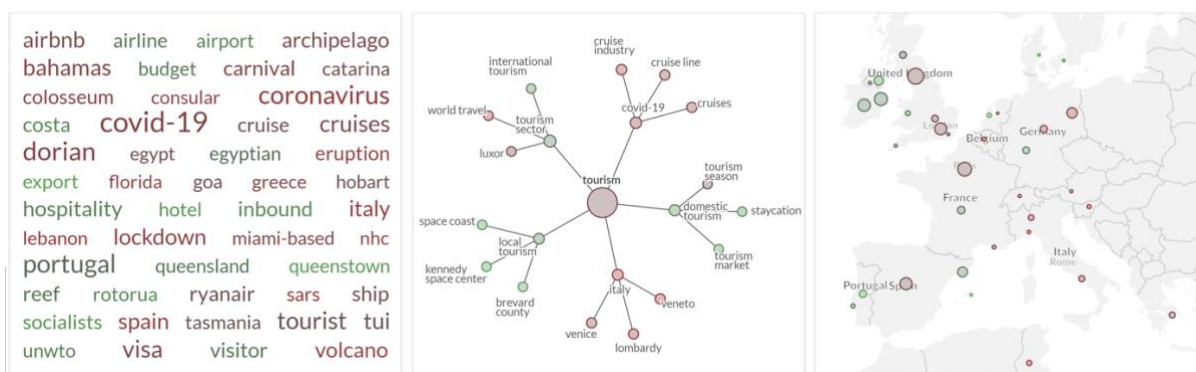 airbnb airline airport archipelago
bahamas budget carnival catarina
colosseum consular coronavirus
costa covid-19 cruise cruises
dorian egypt egyptian eruption
export florida goa greece hobart
hospitality hotel inbound italy
lebanon lockdown miami-based nhc
portugal queensland queenstown
reef rotorua ryanair sars ship
socialists spain tasmania tourist tui
unwto visa visitor volcano
cruise
industry
cruise line
international
tourism
covid-19
cruises
world travel
tourism
sector
luxor
tourism
tourism
season
domestic
tourism
staycation
space coast
local
tourism
kennedy
space center
tourism
market
brevard
county
italy
veneto
venice
lombardy
United Kingdom
London
Belgium
Germany
Paris
France
Italy
Rome
Portugal
Spain